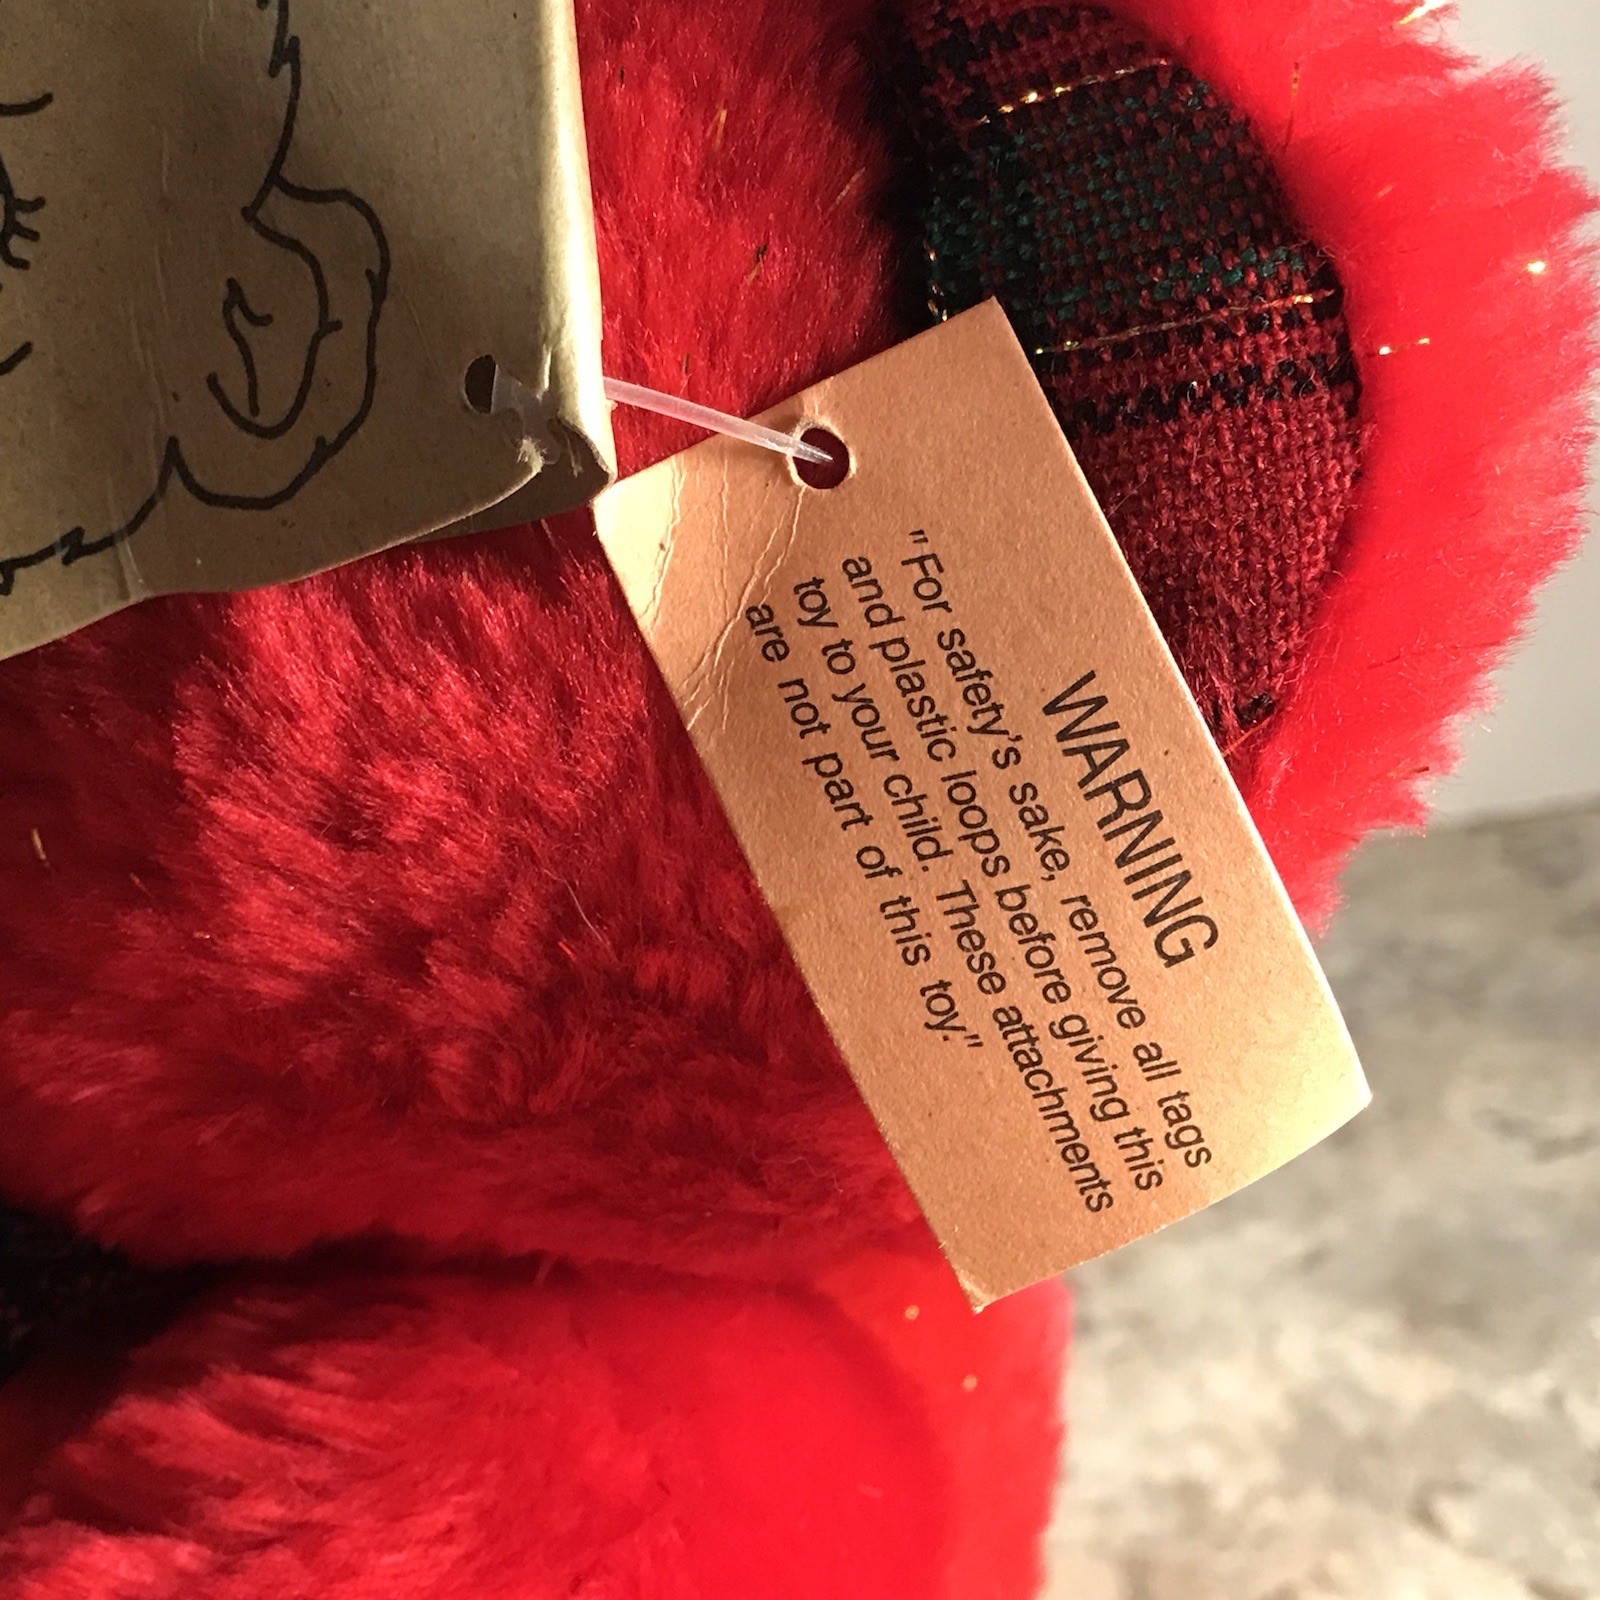 WARNING
"For safety's sake, remove all tags
and plastic loops before giving this
toy to your child. These attachments
are not part of this toy."